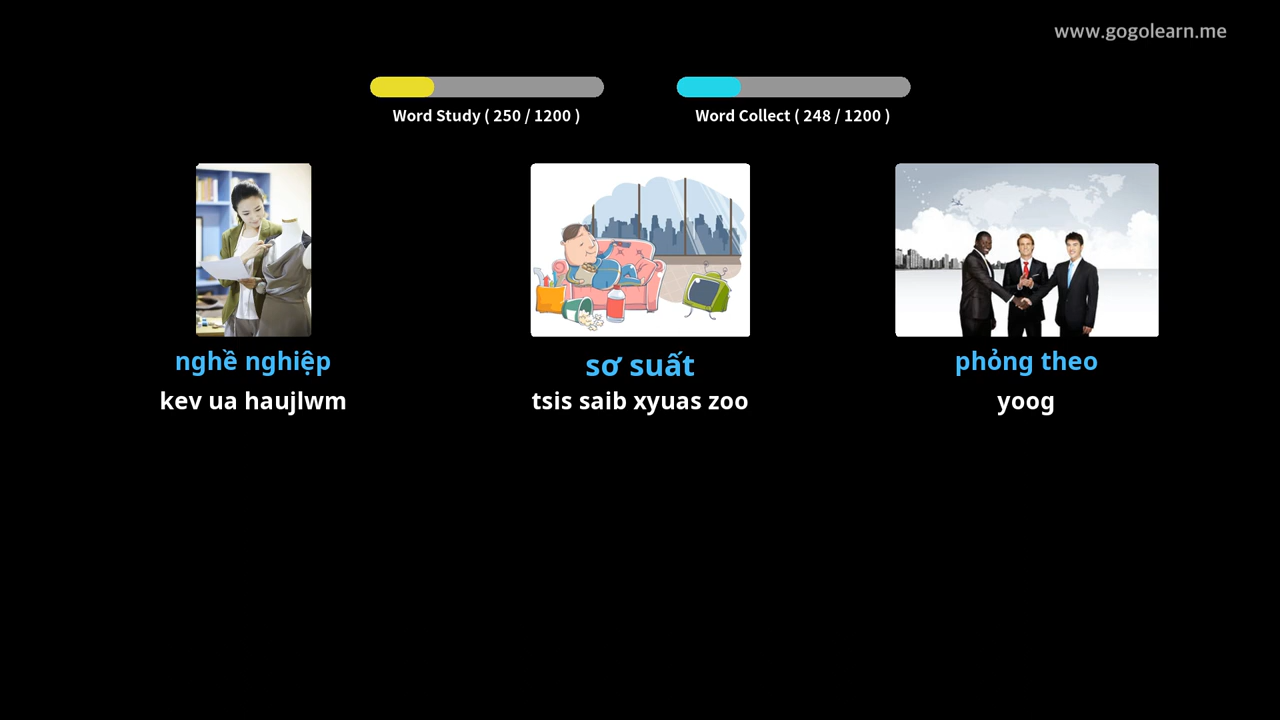 www.gogolearn.me
Word Study ( 250 / 1200 )
Word Collect ( 248 / 1200 )
nghề nghiệp
kev ua haujlwm
sơ suất
tsis saib xyuas zoo
phỏng theo
yoog